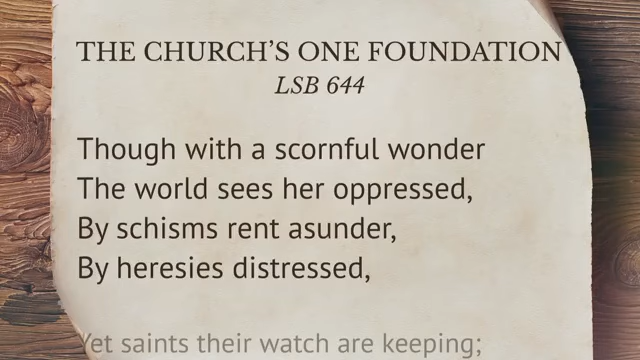 THE CHURCH’S ONE FOUNDATION
LSB 644
Though with a scornful wonder
The world sees her oppressed,
By schisms rent asunder,
By heresies distressed,
Yet saints their watch are keeping;